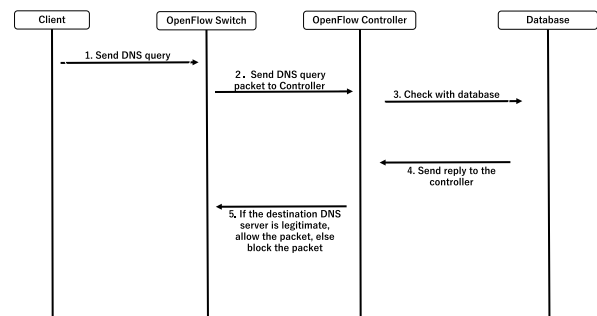 Client
OpenFlow Switch
OpenFlow Controller
Database
1. Send DNS query
2. Send DNS query
packet to Controller
3. Check with database
4. Send reply to the
controller
5. If the destination DNS
server is legitimate,
allow the packet, else
block the packet